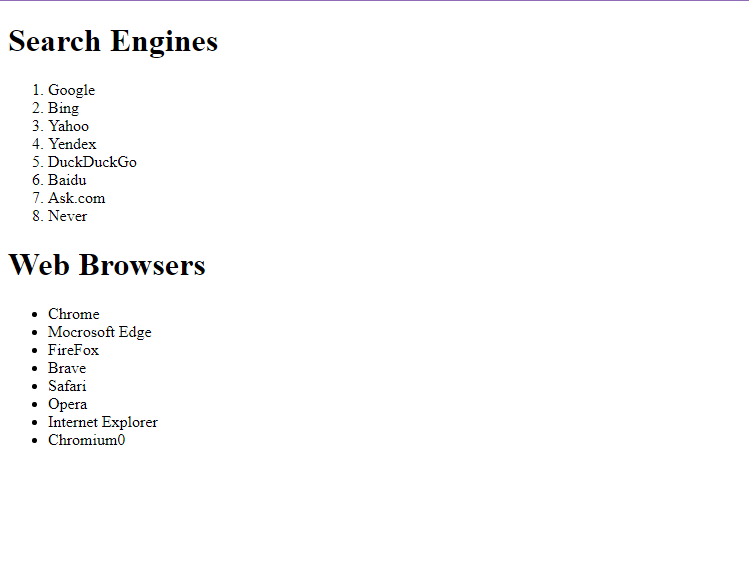 Search Engines
1. Google
2. Bing
3. Yahoo
4. Yendex
5. DuckDuckGo
6. Baidu
7. Ask.com
8. Never
Web Browsers
• Chrome
• Mocrosoft Edge
• FireFox
• Brave
• Safari
• Opera
• Internet Explorer
• Chromium0